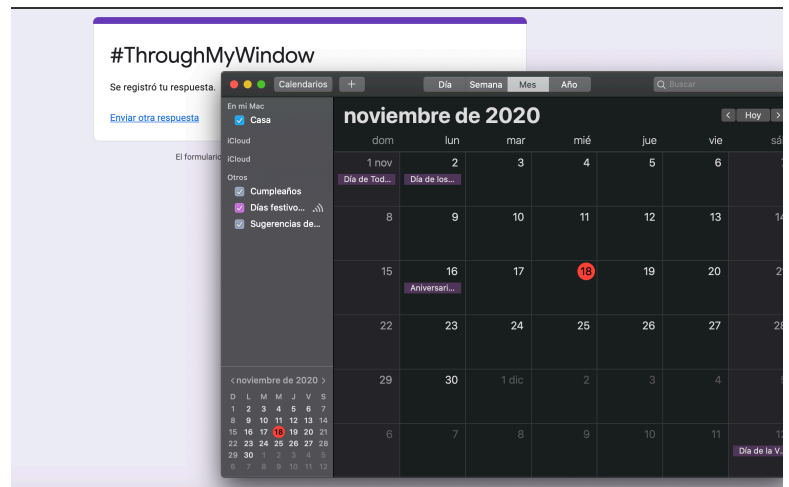 #ThroughMyWindow
Se registró tu respuesta.
Enviar otra respuesta
El formulario
Calendarios
+
Día Semana Mes Año
Buscar
En mi Mac
Casa
iCloud
iCloud
Otros
Cumpleaños
Días festivo...
Sugerencias de...
noviembre de 2020
< Hoy >
dom lun mar mié jue vie
1 nov 2 3 4 5 6
Día de Tod... Día de los...
8 9 10 11 12 13 14
15 16 17 18 19 20
Aniversari...
22 23 24 25 26 27 28
29 30 1 dic 2 3 4
6 7 8 9 10 11 12
Día de la V...
<noviembre de 2020 >
D L M M J V S
1 2 3 4 5 6 7
8 9 10 11 12 13 14
15 16 17 18 19 20 21
22 23 24 25 26 27 28
29 30 1 2 3 4 5
6 7 8 9 10 11 12